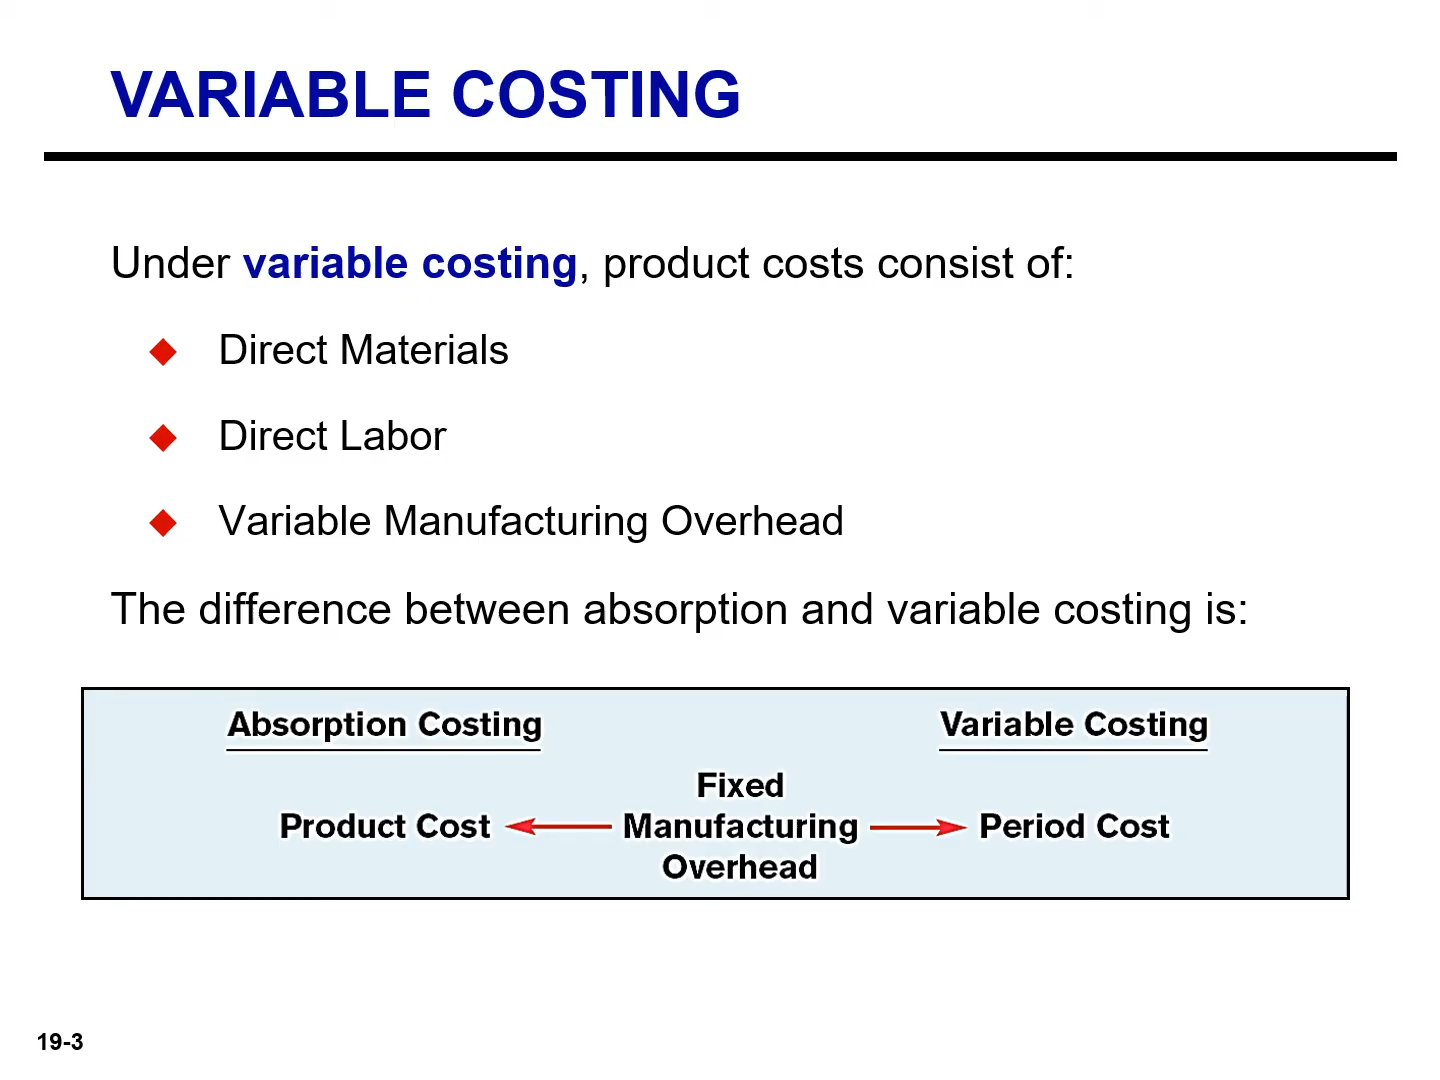 VARIABLE COSTING
Under variable costing, product costs consist of:
Direct Materials
Direct Labor
Variable Manufacturing Overhead
The difference between absorption and variable costing is:
Absorption Costing
Variable Costing
Fixed
Product Cost
Manufacturing
Period Cost
Overhead
19-3